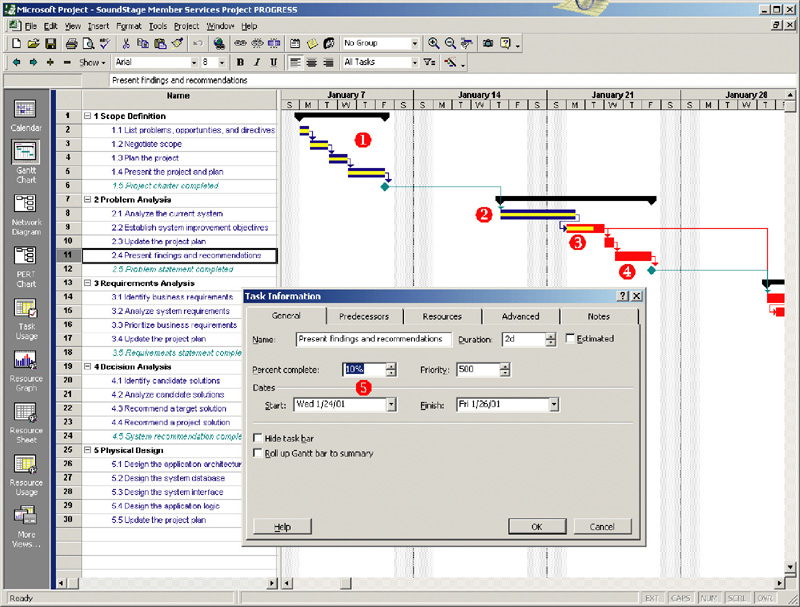 Microsoft Project - SoundStage Member Services Project PROGRESS
File Edit View Insert Format Tools Project Window Help
No Group
Show Arial 8 B I U All Tasks
Present findings and recommendations
Calendar
Gantt
Chart
Network
Diagram
PERT
Chart
Task
Usage
Resource
Graph
Resource
Sheet
Resource
Usage
More
Views...
Name
1 1 Scope Definition
2 1.1 List problems, opportunities, and directives
3 1.2 Negotiate scope
4 1.3 Plan the project
5 1.4 Present the project and plan
6 1.5 Project charter completed
7 2 Problem Analysis
8 2.1 Analyze the current system
9 2.2 Establish system improvement objectives
10 2.3 Update the project plan
11 2.4 Present findings and recommendations
12 2.5 Problem statement completed
13 3 Requirements Analysis
14 3.1 Identify business requirements
15 3.2 Analyze system requirements
16 3.3 Prioritize business requirements
17 3.4 Update the project plan
18 3.5 Requirements statement comple
19 4 Decision Analysis
20 4.1 Identify candidate solutions
21 4.2 Analyze candidate solutions
22 4.3 Recommend a target solution
23 4.4 Recommend a project solution
24 4.5 System recommendation comple
25 5 Physical Design
26 5.1 Design the application architectur
27 5.2 Design the system database
28 5.3 Design the system interface
29 5.4 Design the application logic
30 5.5 Update the project plan
January 7 January 14 January 21 January 28
S M T W T F S S M T W T F S S M T W T F S S M T W T F
1
2
3
4
Task Information
General Predecessors Resources Advanced Notes
Name: Present findings and recommendations Duration: 2d Estimated
Percent complete: 10% Priority: 500
5
Dates
Start: Wed 1/24/01 Finish: Fri 1/26/01
Hide task bar
Roll up Gantt bar to summary
Help OK Cancel
Ready EXT CAPS NUM SCRL OVR